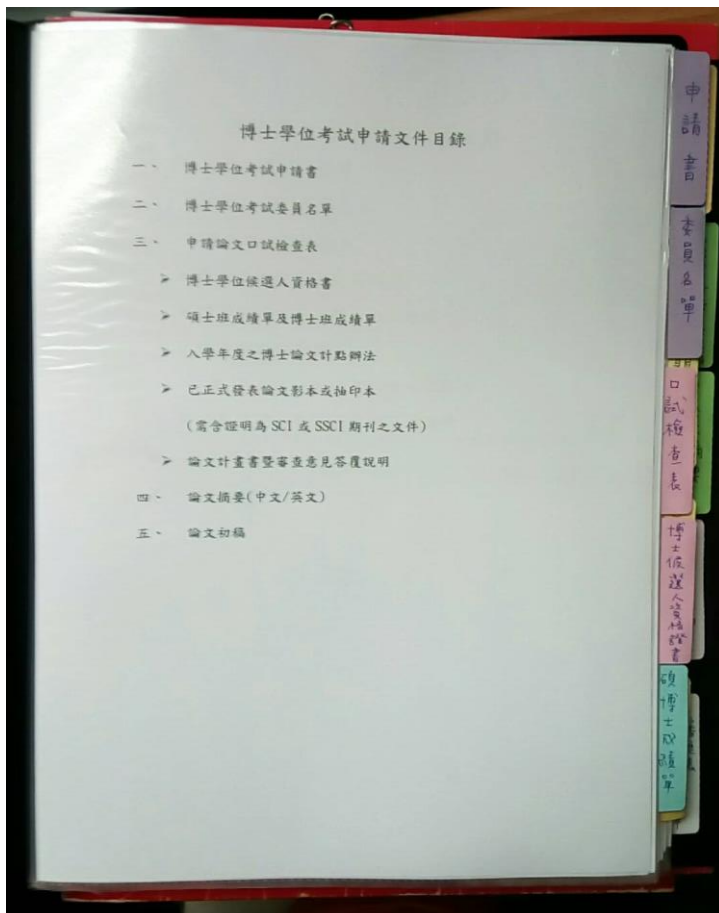 博士學位考試申請文件目錄
一、 博士學位考試申請書
二、 博士學位考試委員名單
三、 申請論文口試檢查表
➢ 博士學位候選人資格書
➢ 碩士班成績單及博士班成績單
➢ 入學年度之博士論文計點辦法
➢ 已正式發表論文影本或抽印本
(需含證明為 SCI 或 SSCI 期刊之文件)
➢ 論文計畫書暨審查意見答覆說明
四、 論文摘要(中文/英文)
五、 論文初稿
申請書
委員名單
口試檢查表
博士候選人資格證書
碩博士成績單